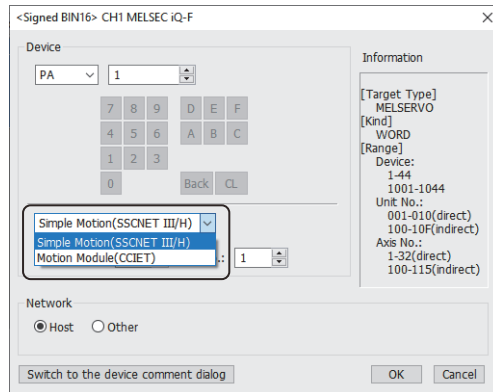 <Signed BIN16> CH1 MELSEC iQ-F
Device
PA 1
7 8 9 D E F
4 5 6 A B C
1 2 3
0 Back CL
Simple Motion(SSCNET III/H)
Simple Motion(SSCNET III/H)
Motion Module(CCIET)
.: 1
Information
[Target Type]
MELSERVO
[Kind]
WORD
[Range]
Device:
1-44
1001-1044
Unit No.:
001-010(direct)
100-10F(indirect)
Axis No.:
1-32(direct)
100-115(indirect)
Network
Host Other
Switch to the device comment dialog OK Cancel